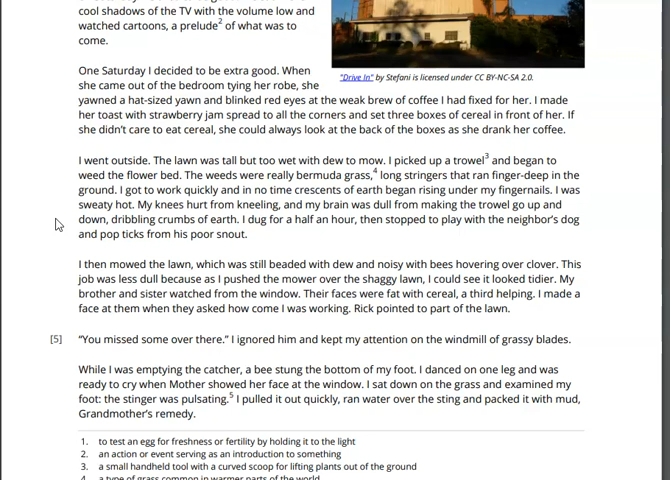 cool shadows of the TV with the volume low and
watched cartoons, a prelude2 of what was to
come.
"Drive In" by Stefani is licensed under CC BY-NC-SA 2.0.
One Saturday I decided to be extra good. When
she came out of the bedroom tying her robe, she
yawned a hat-sized yawn and blinked red eyes at the weak brew of coffee I had fixed for her. I made
her toast with strawberry jam spread to all the corners and set three boxes of cereal in front of her. If
she didn't care to eat cereal, she could always look at the back of the boxes as she drank her coffee.
I went outside. The lawn was tall but too wet with dew to mow. I picked up a trowel3 and began to
weed the flower bed. The weeds were really bermuda grass,4 long stringers that ran finger-deep in the
ground. I got to work quickly and in no time crescents of earth began rising under my fingernails. I was
sweaty hot. My knees hurt from kneeling, and my brain was dull from making the trowel go up and
down, dribbling crumbs of earth. I dug for a half an hour, then stopped to play with the neighbor's dog
and pop ticks from his poor snout.
I then mowed the lawn, which was still beaded with dew and noisy with bees hovering over clover. This
job was less dull because as I pushed the mower over the shaggy lawn, I could see it looked tidier. My
brother and sister watched from the window. Their faces were fat with cereal, a third helping. I made a
face at them when they asked how come I was working. Rick pointed to part of the lawn.
[5] "You missed some over there." I ignored him and kept my attention on the windmill of grassy blades.
While I was emptying the catcher, a bee stung the bottom of my foot. I danced on one leg and was
ready to cry when Mother showed her face at the window. I sat down on the grass and examined my
foot: the stinger was pulsating.5 I pulled it out quickly, ran water over the sting and packed it with mud,
Grandmother's remedy.
1. to test an egg for freshness or fertility by holding it to the light
2. an action or event serving as an introduction to something
3. a small handheld tool with a curved scoop for lifting plants out of the ground
4. a type of grass common in warmer parts of the world